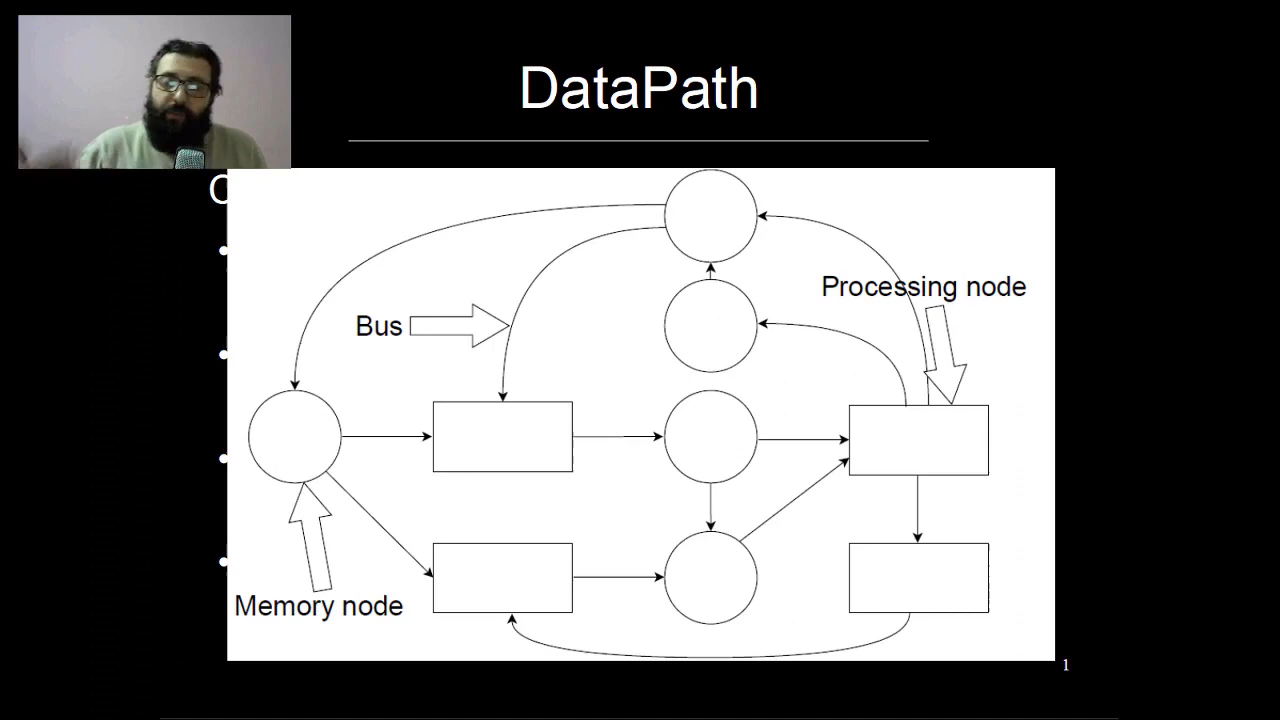 DataPath
C
Processing node
Bus
Memory node
1